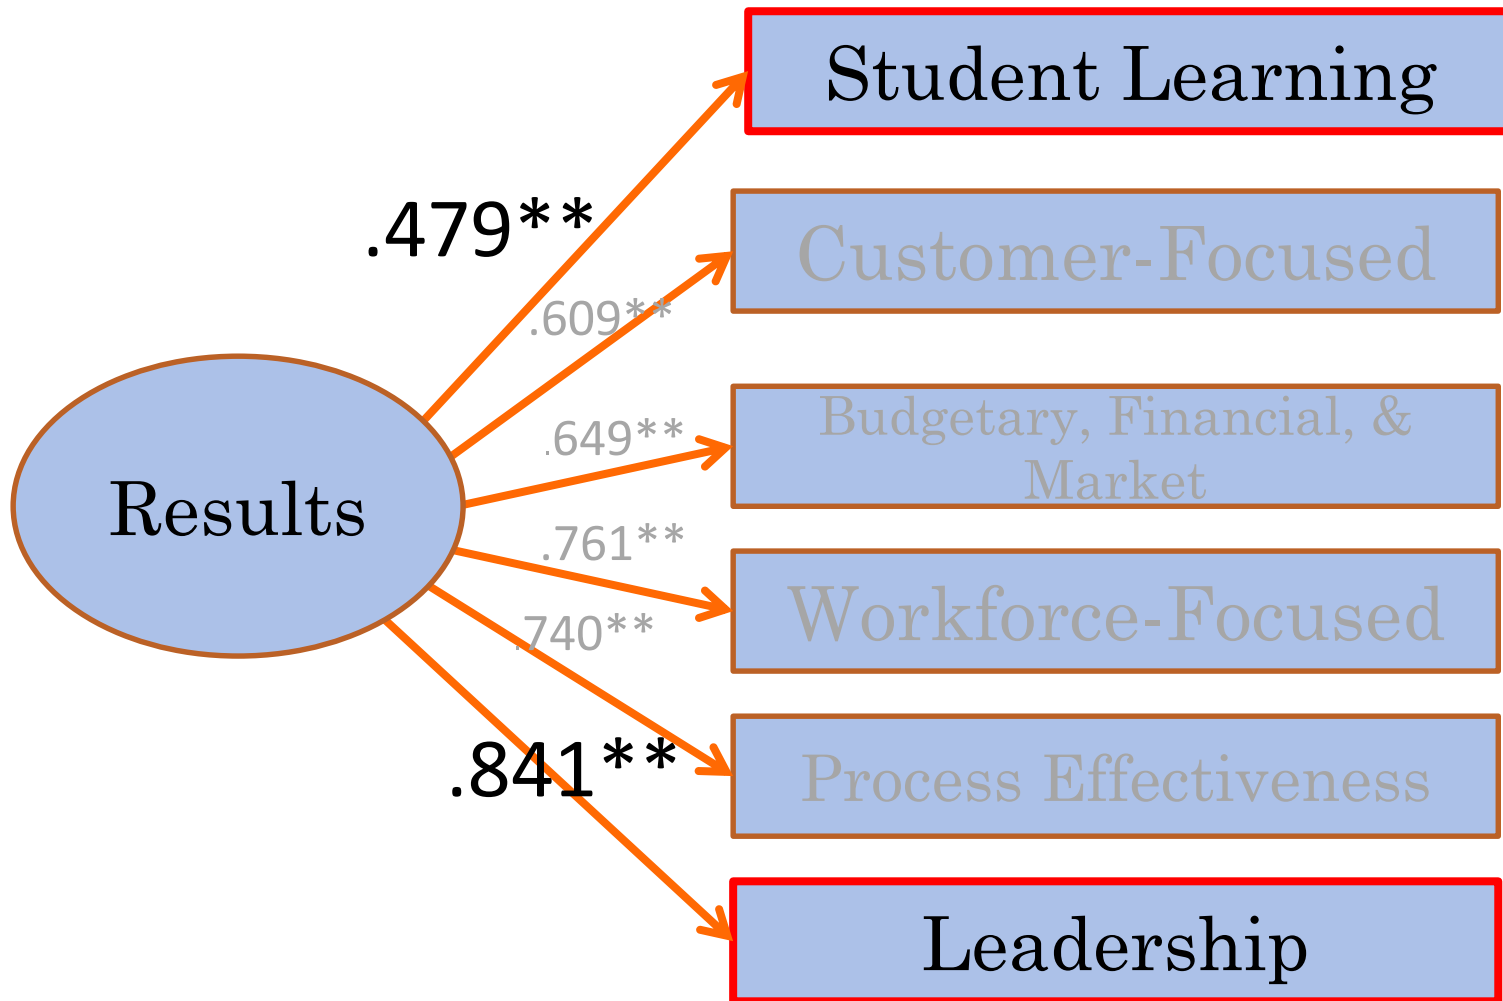 Student Learning
.479**
Customer-Focused
.609**
Budgetary, Financial, &
Market
.649**
Results
.761**
Workforce-Focused
.740**
Process Effectiveness
.841**
Leadership